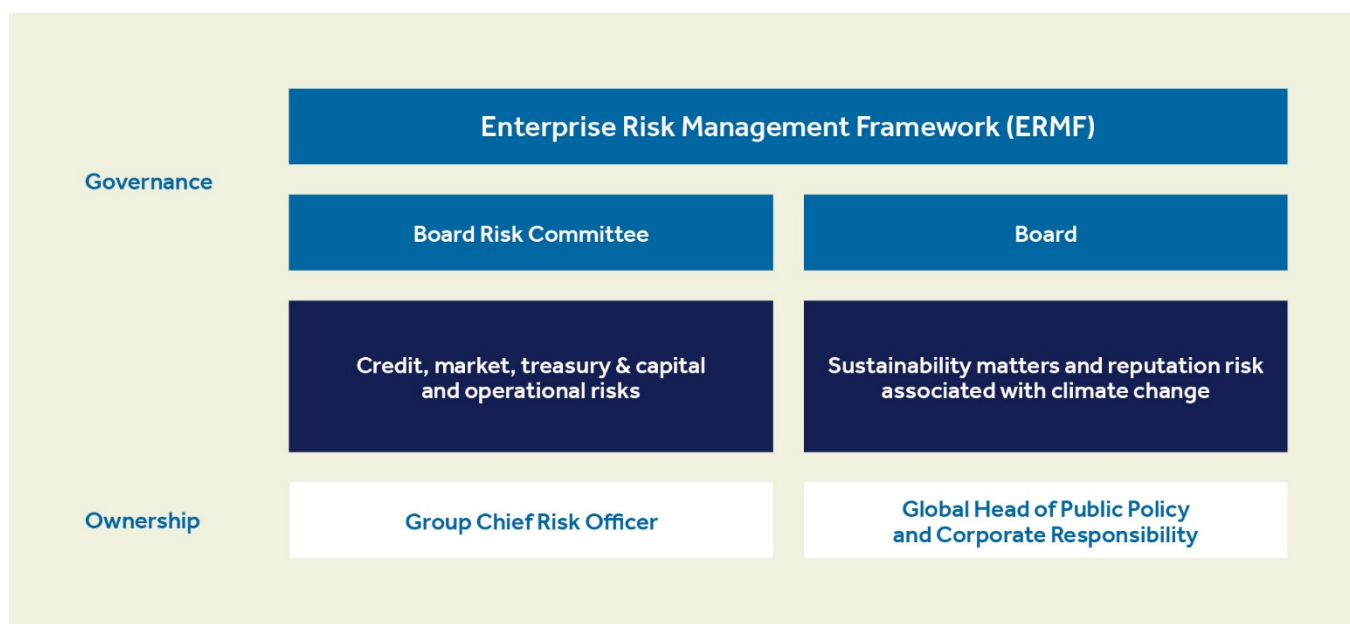 Enterprise Risk Management Framework (ERMF)
Governance
Board Risk Committee
Board
Credit, market, treasury & capital
and operational risks
Sustainability matters and reputation risk
associated with climate change
Ownership
Group Chief Risk Officer
Global Head of Public Policy
and Corporate Responsibility